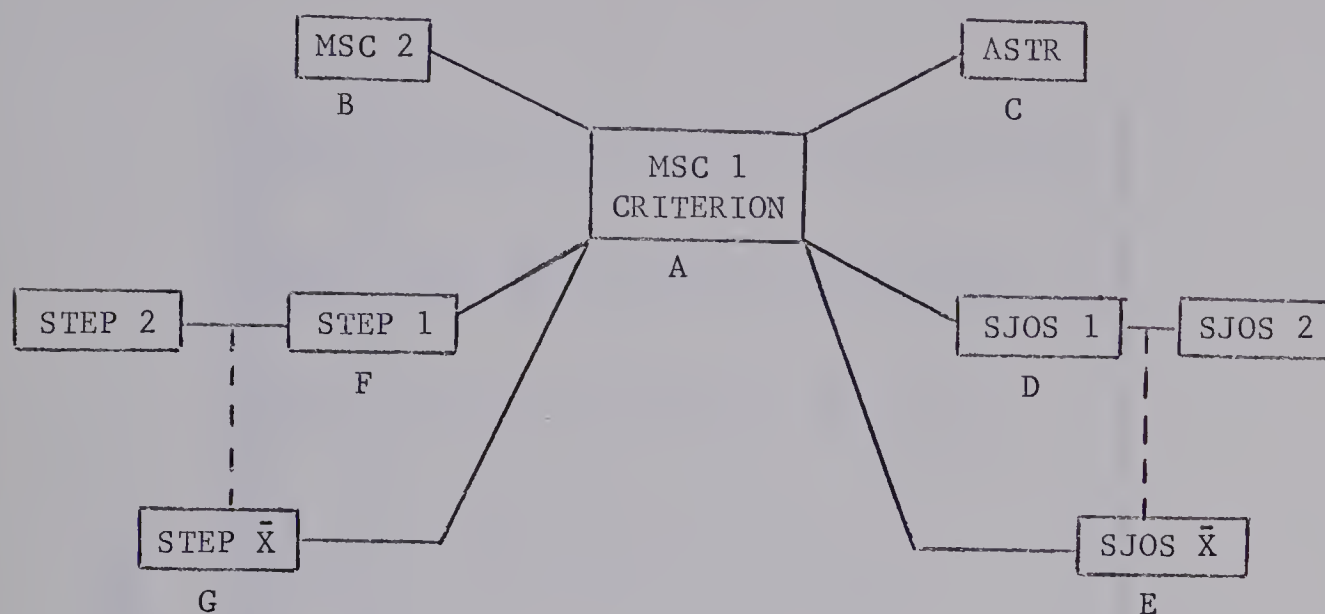 MSC 2
B
ASTR
C
MSC 1
CRITERION
A
STEP 2
STEP 1
F
SJOS 1
SJOS 2
D
STEP X̄
G
SJOS X̄
E